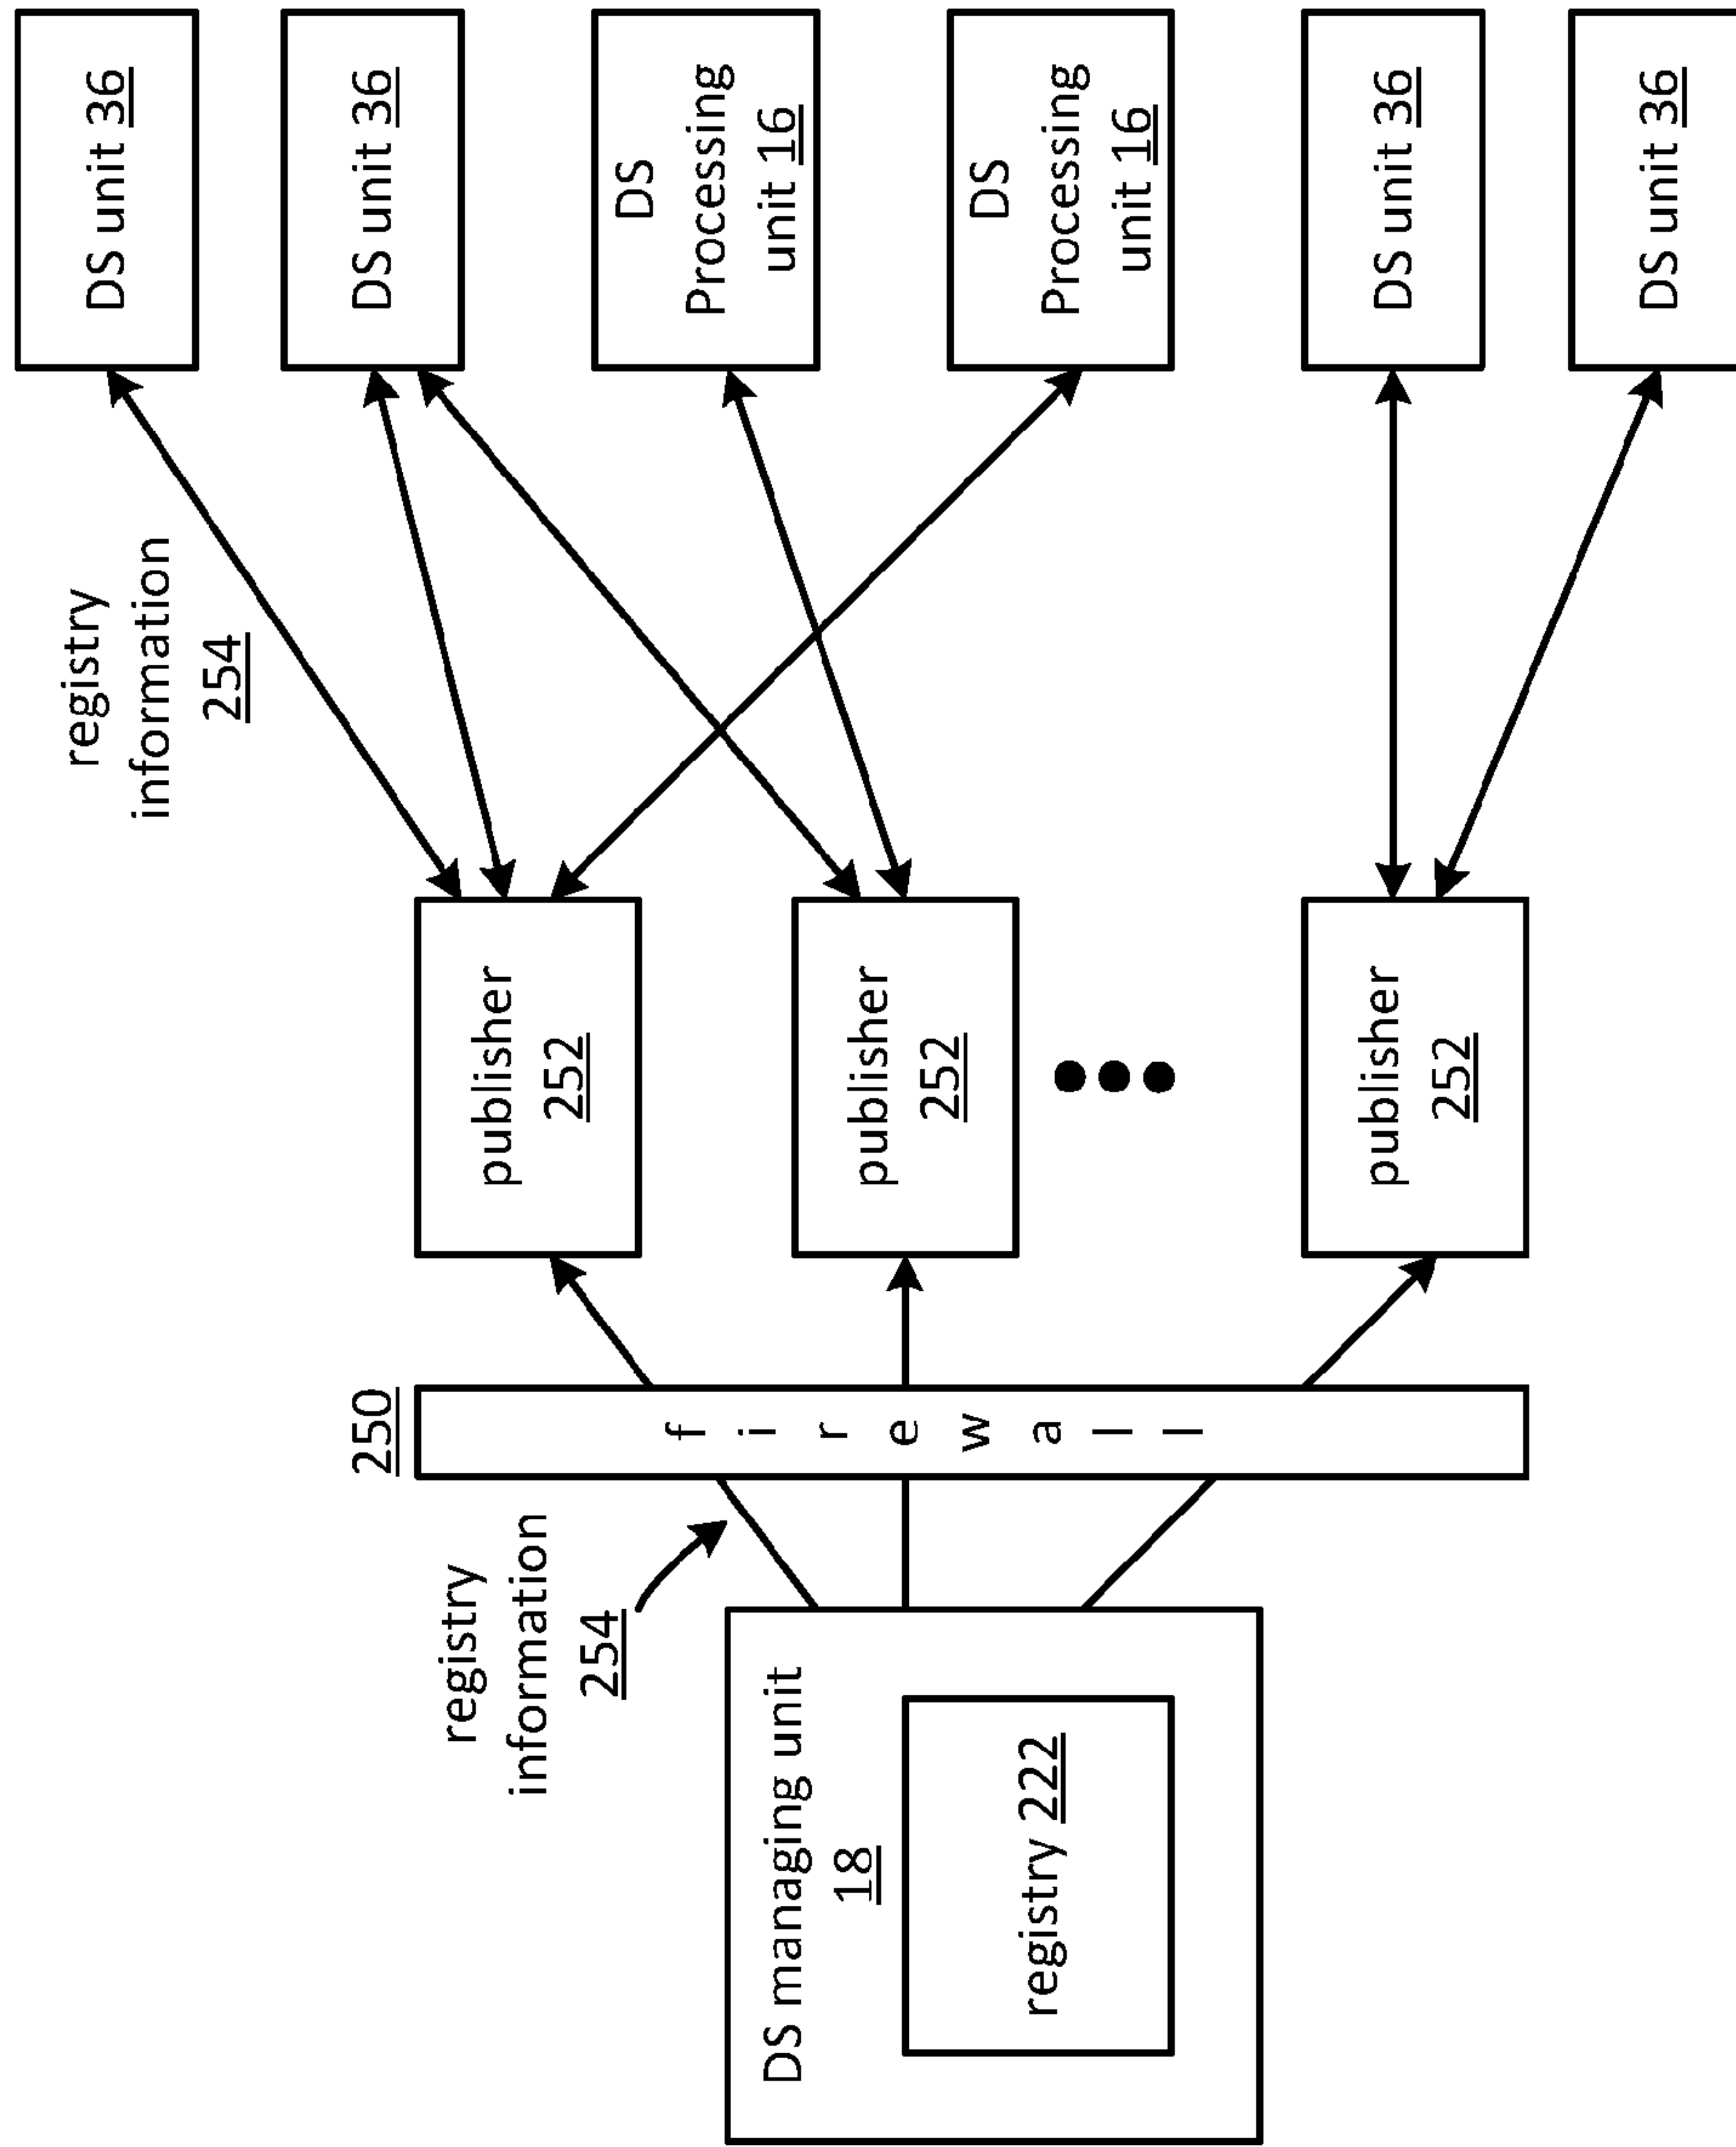 DS managing unit
18
registry 222
registry
information
254
250
firewall
publisher
252
publisher
252
publisher
252
registry
information
254
DS unit 36
DS unit 36
DS
Processing
unit 16
DS
Processing
unit 16
DS unit 36
DS unit 36